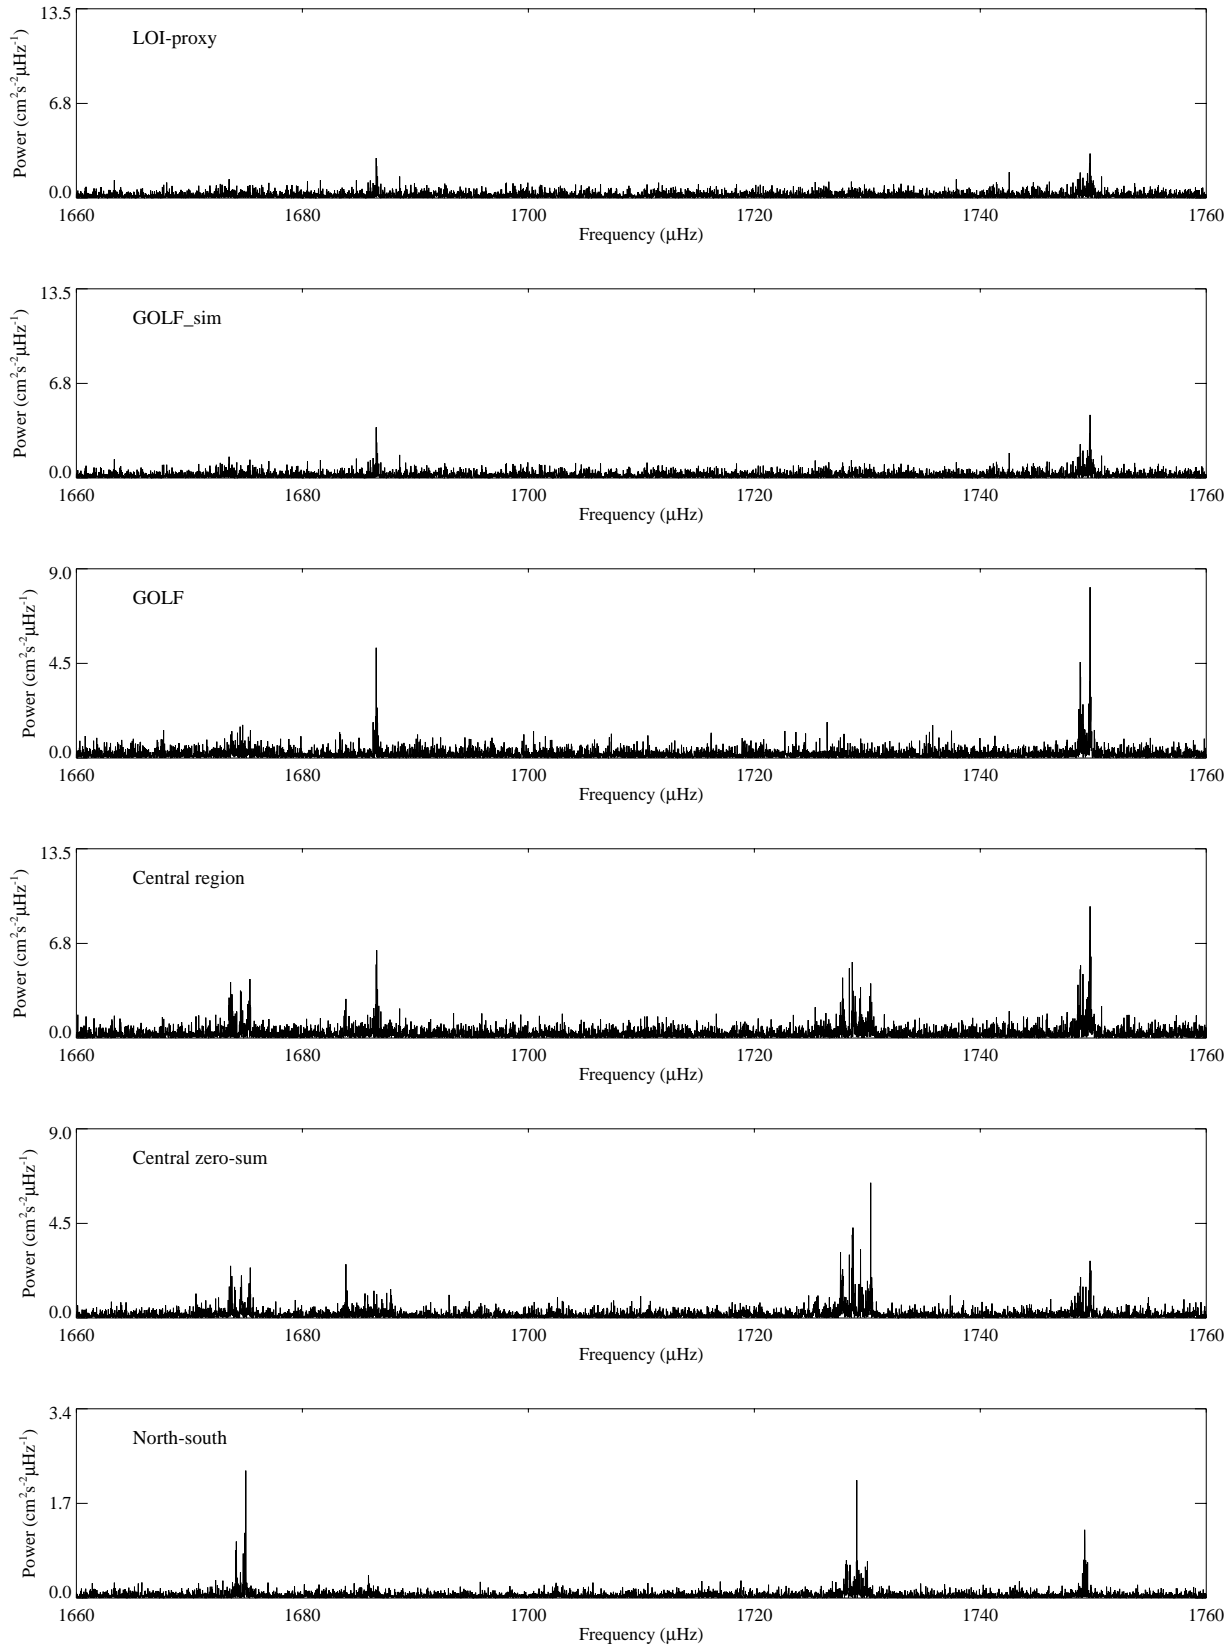 13.5
LOI-proxy
6.8
0.0
Power (cm²s⁻²μHz⁻¹)
1660 1680 1700 1720 1740 1760
Frequency (μHz)
13.5
GOLF_sim
6.8
0.0
Power (cm²s⁻²μHz⁻¹)
1660 1680 1700 1720 1740 1760
Frequency (μHz)
9.0
GOLF
4.5
0.0
Power (cm²s⁻²μHz⁻¹)
1660 1680 1700 1720 1740 1760
Frequency (μHz)
13.5
Central region
6.8
0.0
Power (cm²s⁻²μHz⁻¹)
1660 1680 1700 1720 1740 1760
Frequency (μHz)
9.0
Central zero-sum
4.5
0.0
Power (cm²s⁻²μHz⁻¹)
1660 1680 1700 1720 1740 1760
Frequency (μHz)
3.4
North-south
1.7
0.0
Power (cm²s⁻²μHz⁻¹)
1660 1680 1700 1720 1740 1760
Frequency (μHz)